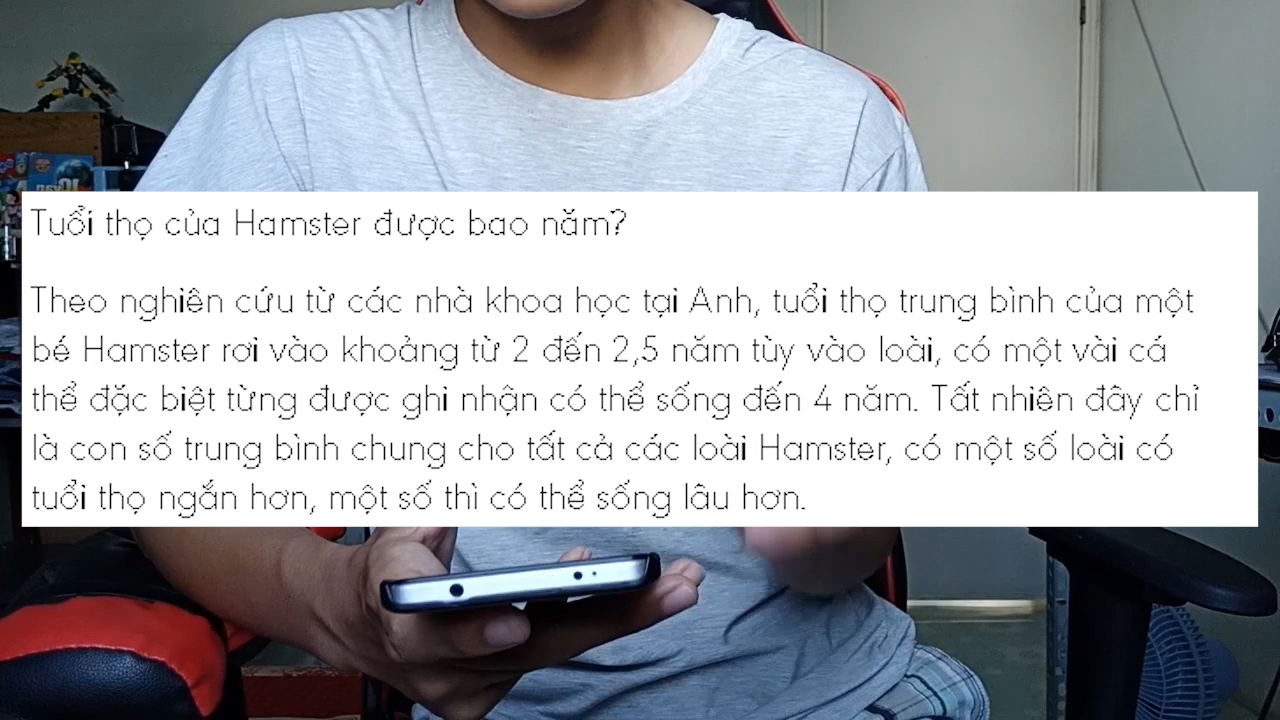 Tuổi thọ của Hamster được bao năm?
Theo nghiên cứu từ các nhà khoa học tại Anh, tuổi thọ trung bình của một
bé Hamster rơi vào khoảng từ 2 đến 2,5 năm tùy vào loài, có một vài cá
thể đặc biệt từng được ghi nhận có thể sống đến 4 năm. Tất nhiên đây chỉ
là con số trung bình chung cho tất cả các loài Hamster, có một số loài có
tuổi thọ ngắn hơn, một số thì có thể sống lâu hơn.